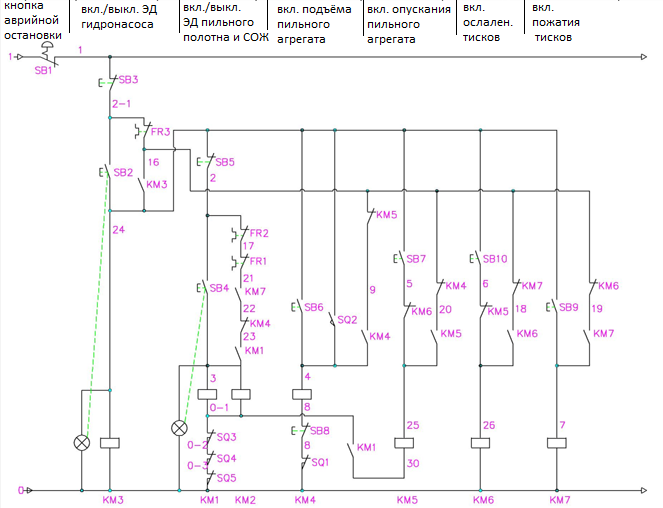 кнопка
аврийной
остановки
вкл./выкл. ЭД
гидронасоса
вкл./выкл.
ЭД пильного
полотна и СОЖ
вкл. подъёма
пильного
агрегата
вкл. опускания
пильного
агрегата
вкл.
ослален.
тисков
вкл.
пожатия
тисков
1
1
SB1
SB3
2-1
FR3
16
SB5
2
SB2
KM3
24
KM5
FR2
17
FR1
21
SB7
SB10
SB4
KM7
5
KM4
6
KM7
KM6
9
22
SB6
SQ2
KM6
20
KM5
18
SB9
19
KM4
23
KM4
KM5
KM6
KM7
KM1
3
4
0-1
8
SQ3
0-2
SB8
8
KM1
25
26
7
SQ4
0-3
SQ1
30
SQ5
0
KM3
KM1
KM2
KM4
KM5
KM6
KM7